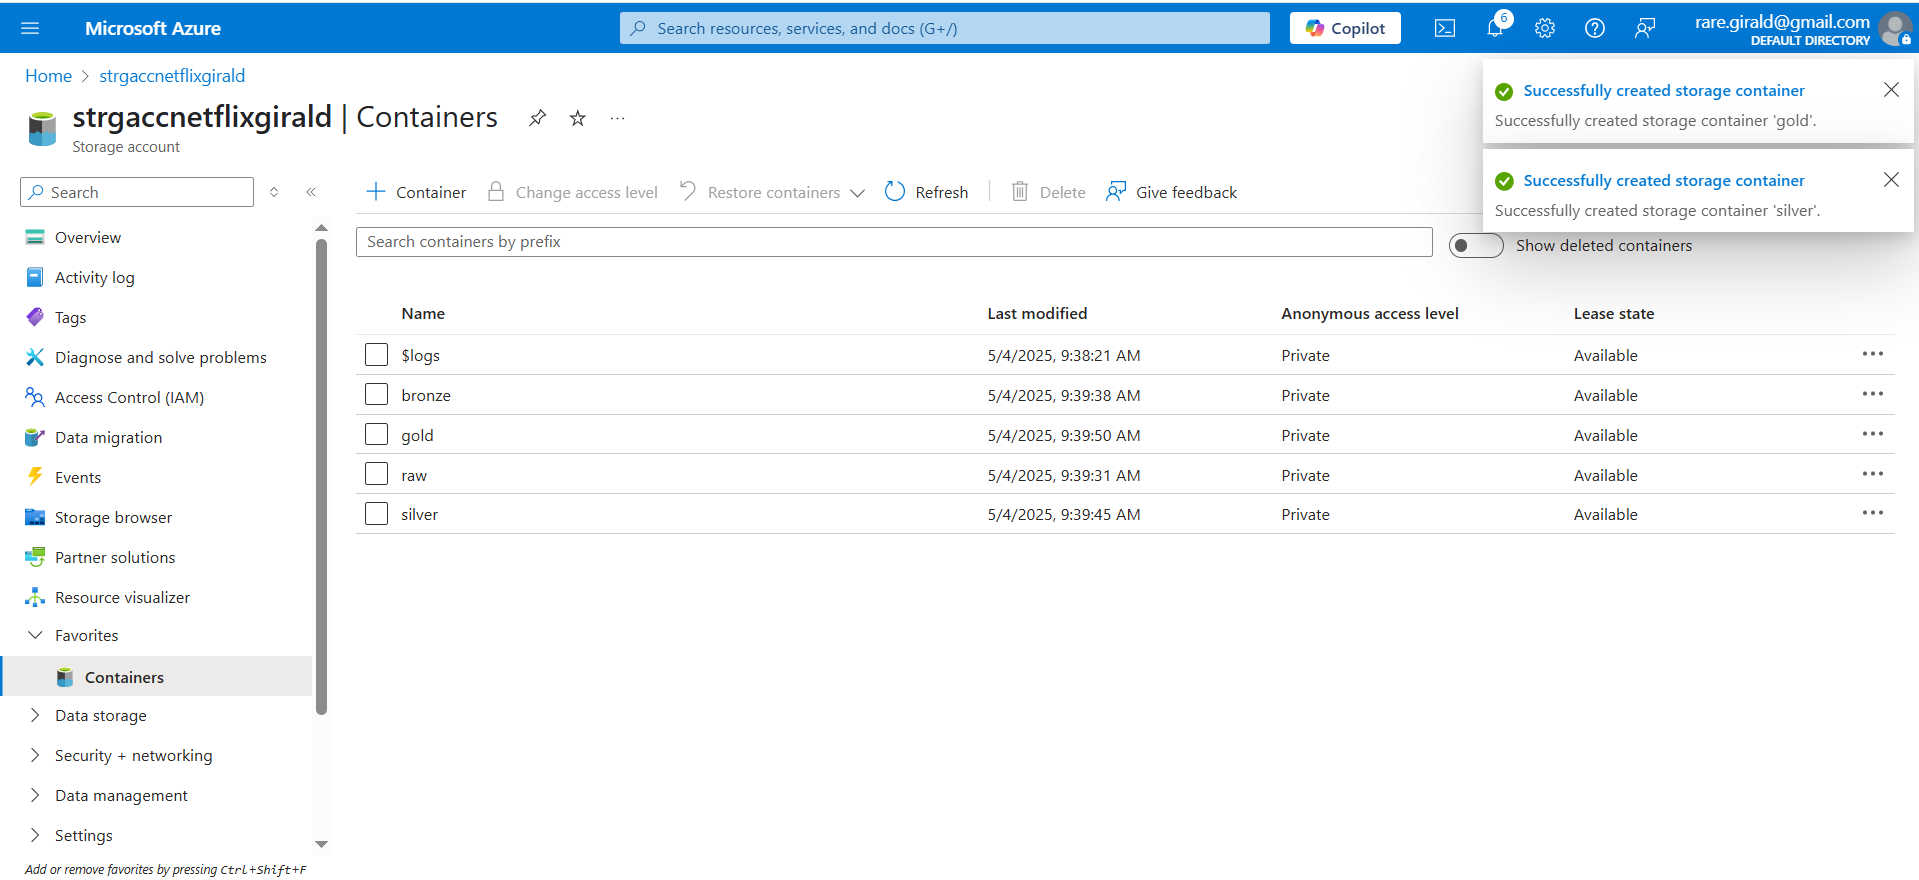 Microsoft Azure
Search resources, services, and docs (G+/)
Copilot
6
rare.girald@gmail.com
DEFAULT DIRECTORY
Home > strgaccnetflixgirald
strgaccnetflixgirald | Containers
Storage account
Successfully created storage container
Successfully created storage container 'gold'.
Successfully created storage container
Successfully created storage container 'silver'.
Search
Container Change access level Restore containers Refresh Delete Give feedback
Search containers by prefix
Show deleted containers
Overview
Activity log
Tags
Diagnose and solve problems
Access Control (IAM)
Data migration
Events
Storage browser
Partner solutions
Resource visualizer
Favorites
Containers
Data storage
Security + networking
Data management
Settings
Add or remove favorites by pressing Ctrl+Shift+F
Name Last modified Anonymous access level Lease state
$logs 5/4/2025, 9:38:21 AM Private Available
bronze 5/4/2025, 9:39:38 AM Private Available
gold 5/4/2025, 9:39:50 AM Private Available
raw 5/4/2025, 9:39:31 AM Private Available
silver 5/4/2025, 9:39:45 AM Private Available